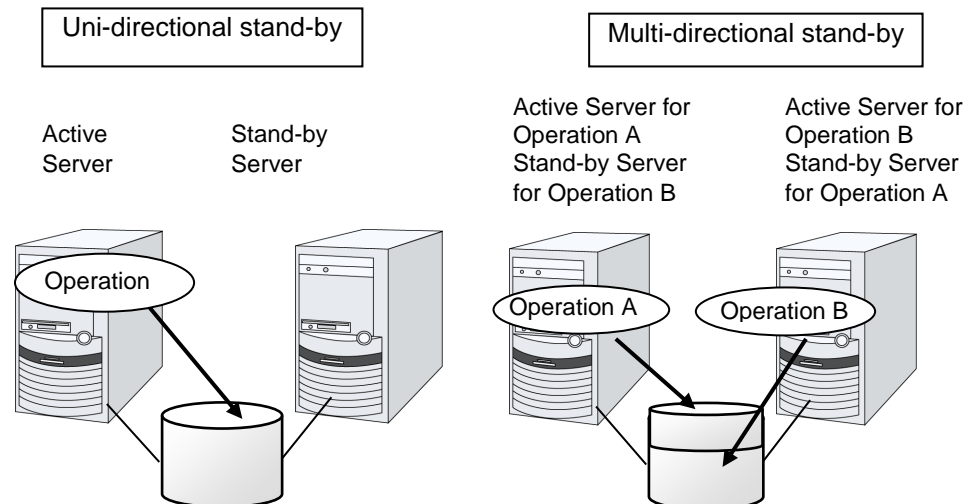 Uni-directional stand-by
Active
Server
Stand-by
Server
Operation
Multi-directional stand-by
Active Server for
Operation A
Stand-by Server
for Operation B
Active Server for
Operation B
Stand-by Server
for Operation A
Operation A
Operation B